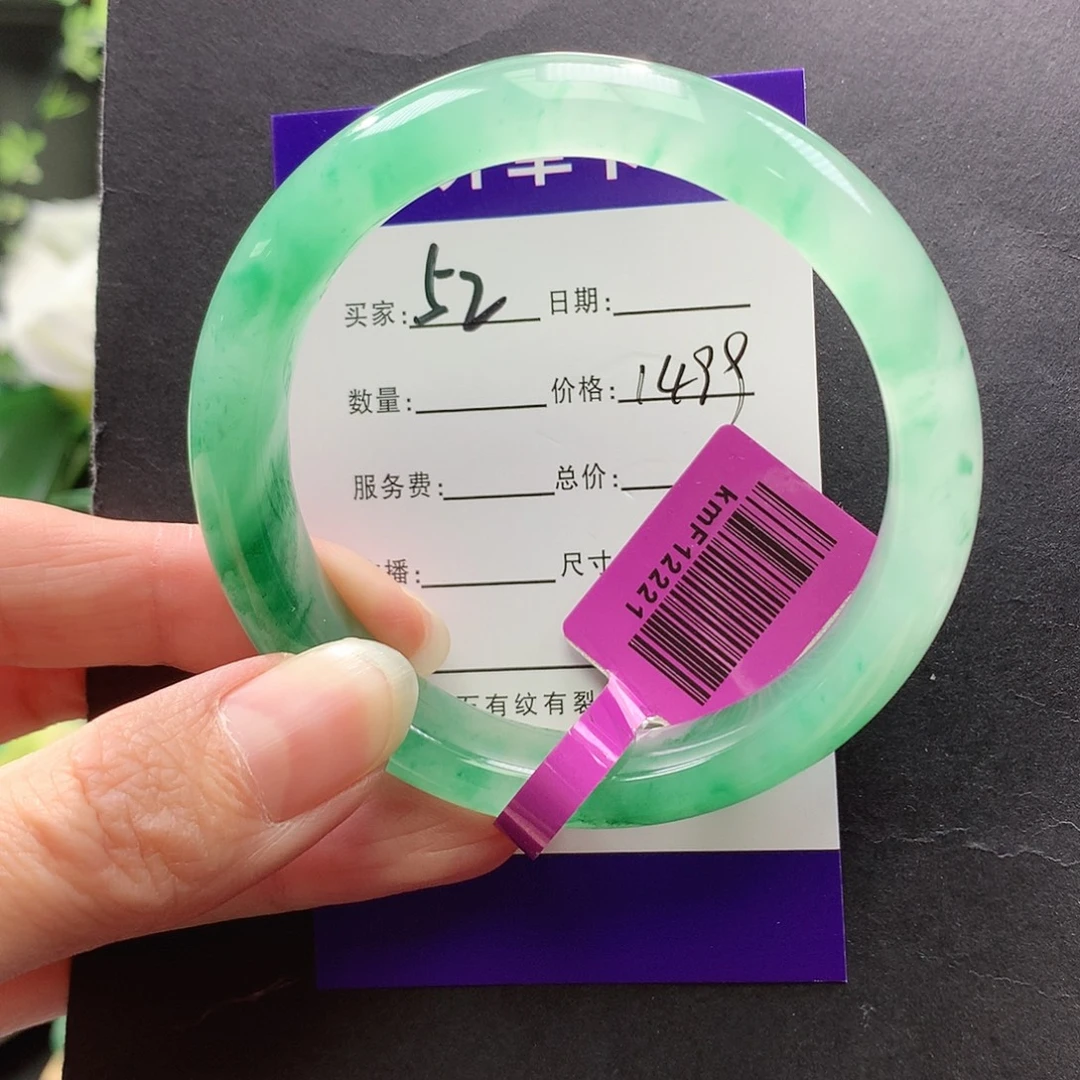 买家: 52 日期:
数量: 价格: 1499
服务费: 总价:
播: 尺寸
有纹有裂
KMF12221